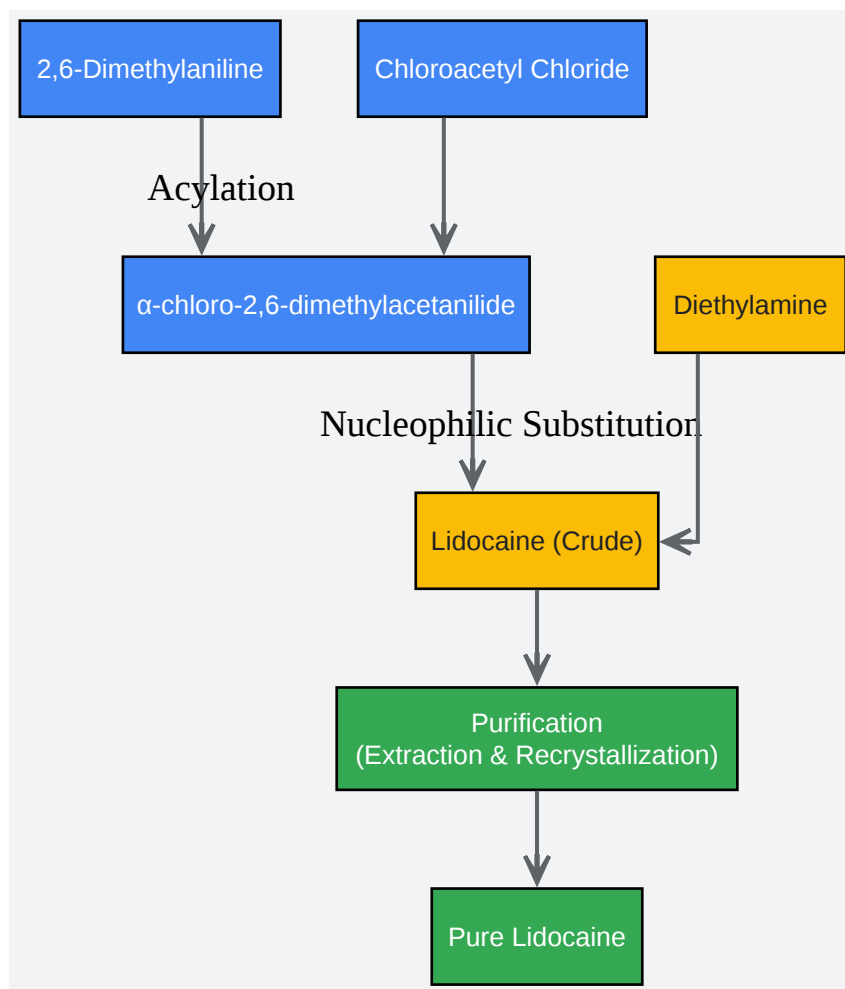 2,6-Dimethylaniline
Chloroacetyl Chloride
Acylation
α-chloro-2,6-dimethylacetanilide
Diethylamine
Nucleophilic Substitution
Lidocaine (Crude)
Purification
(Extraction & Recrystallization)
Pure Lidocaine